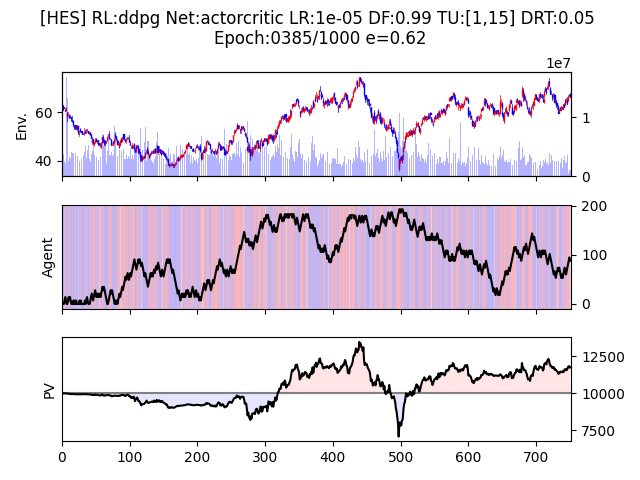 [HES] RL:ddpg Net:actorcritic LR:1e-05 DF:0.99 TU:[1,15] DRT:0.05
Epoch:0385/1000 e=0.62
1e7
Env.
60
40
1
0
Agent
200
100
0
PV
12500
10000
7500
0 100 200 300 400 500 600 700